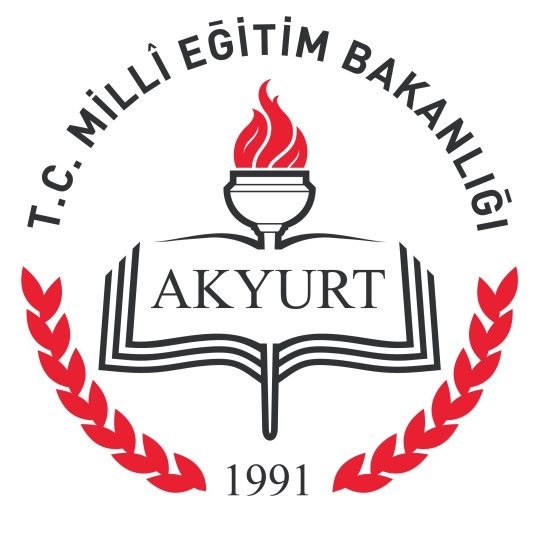 T.C. MİLLÎ EĞİTİM BAKANLIĞI
AKYURT
1991